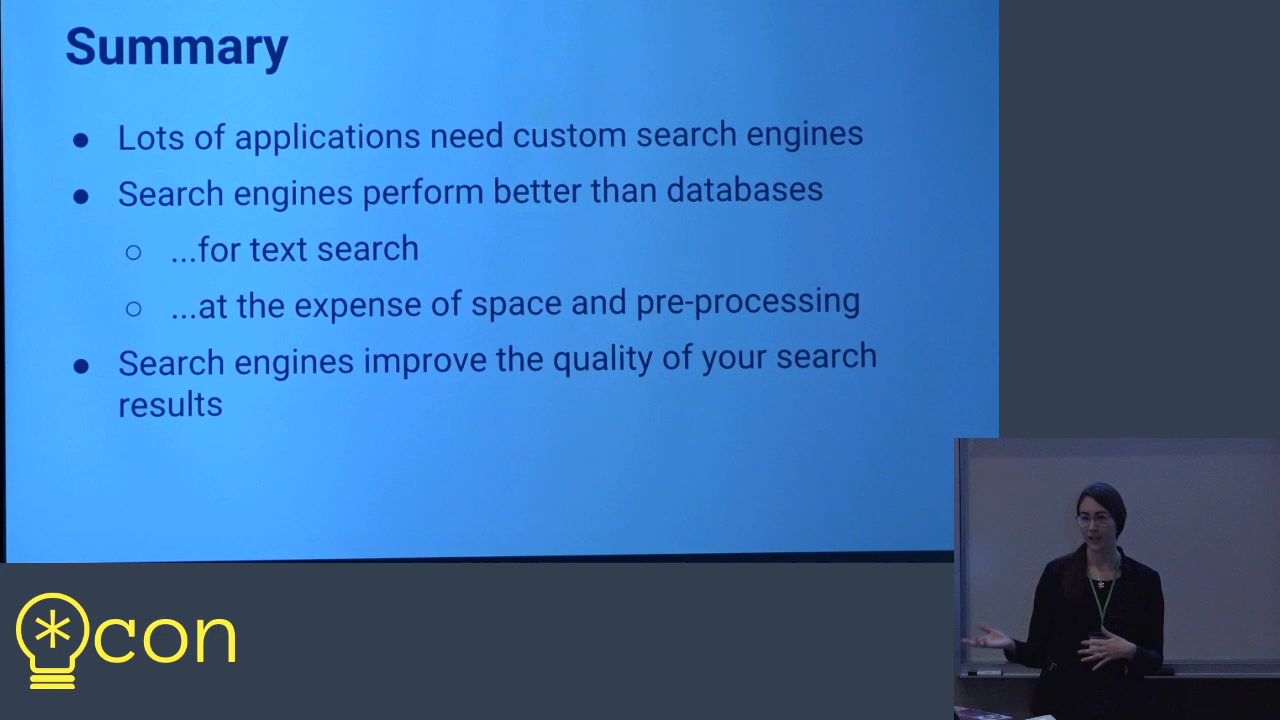 Summary
● Lots of applications need custom search engines
● Search engines perform better than databases
○ ...for text search
○ ...at the expense of space and pre-processing
● Search engines improve the quality of your search
results
*con